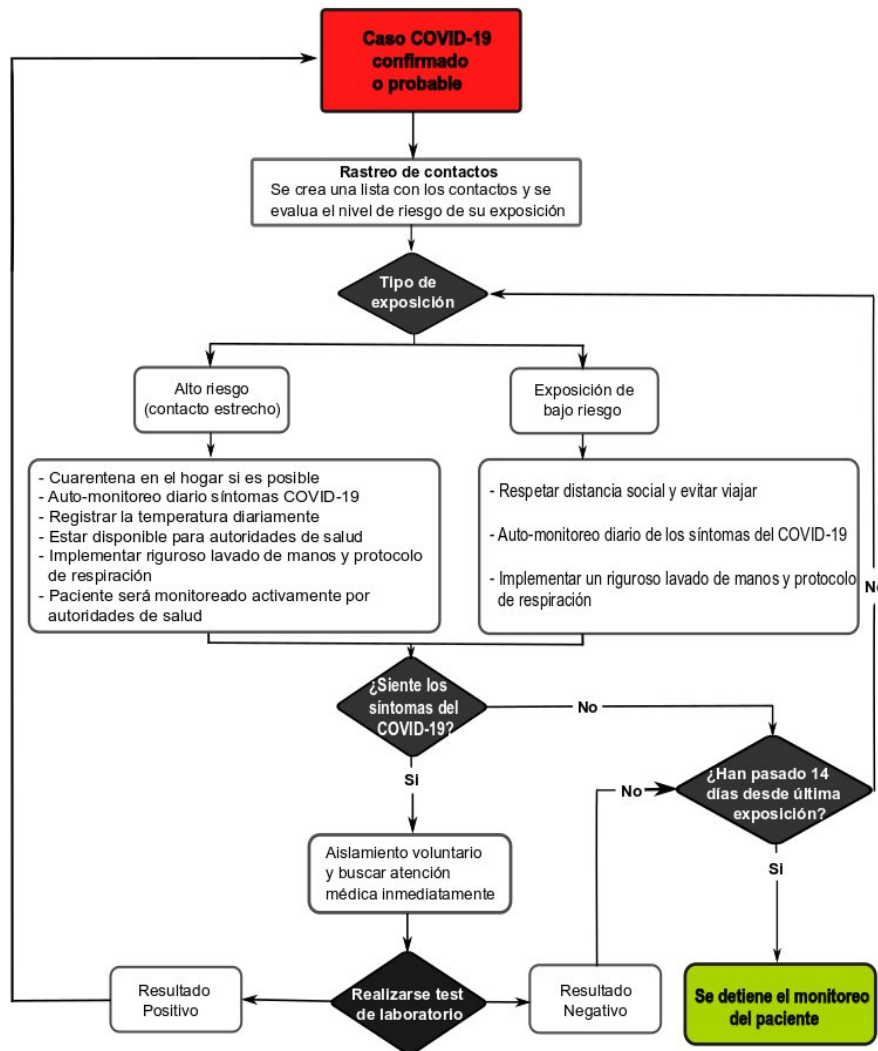 Caso COVID-19
confirmado
o probable
Rastreo de contactos
Se crea una lista con los contactos y se
evalua el nivel de riesgo de su exposición
Tipo de
exposición
Alto riesgo
(contacto estrecho)
Exposición de
bajo riesgo
- Cuarentena en el hogar si es posible
- Auto-monitoreo diario síntomas COVID-19
- Registrar la temperatura diariamente
- Estar disponible para autoridades de salud
- Implementar riguroso lavado de manos y protocolo
de respiración
- Paciente será monitoreado activamente por
autoridades de salud
- Respetar distancia social y evitar viajar
- Auto-monitoreo diario de los síntomas del COVID-19
- Implementar un riguroso lavado de manos y protocolo
de respiración
No
¿Siente los
síntomas del
COVID-19?
No
Si
¿Han pasado 14
días desde última
exposición?
No
Si
Aislamiento voluntario
y buscar atención
médica inmediatamente
Resultado
Positivo
Realizarse test
de laboratorio
Resultado
Negativo
Se detiene el monitoreo
del paciente